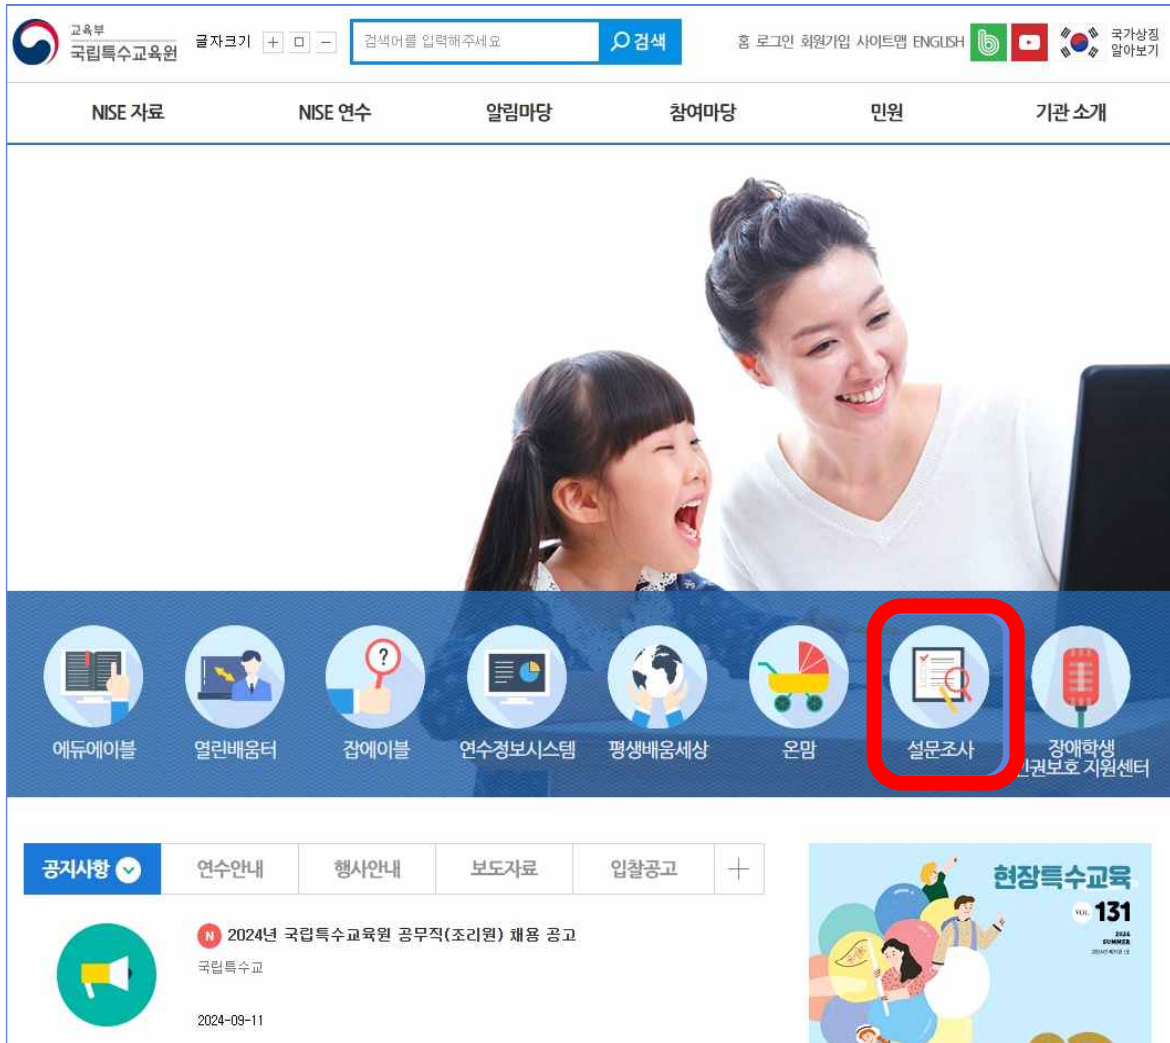 교육부
국립특수교육원
글자크기
검색어를 입력해주세요
검색
홈 로그인 회원가입 사이트맵 ENGLISH
국가상징
알아보기
NISE 자료
NISE 연수
알림마당
참여마당
민원
기관 소개
에듀에이블
열린배움터
잡에이블
연수정보시스템
평생배움세상
온맘
설문조사
장애학생
인권보호 지원센터
공지사항
연수안내
행사안내
보도자료
입찰공고
N 2024년 국립특수교육원 공무직(조리원) 채용 공고
국립특수교
2024-09-11
현장특수교육
VOL. 131
2024
SUMMER